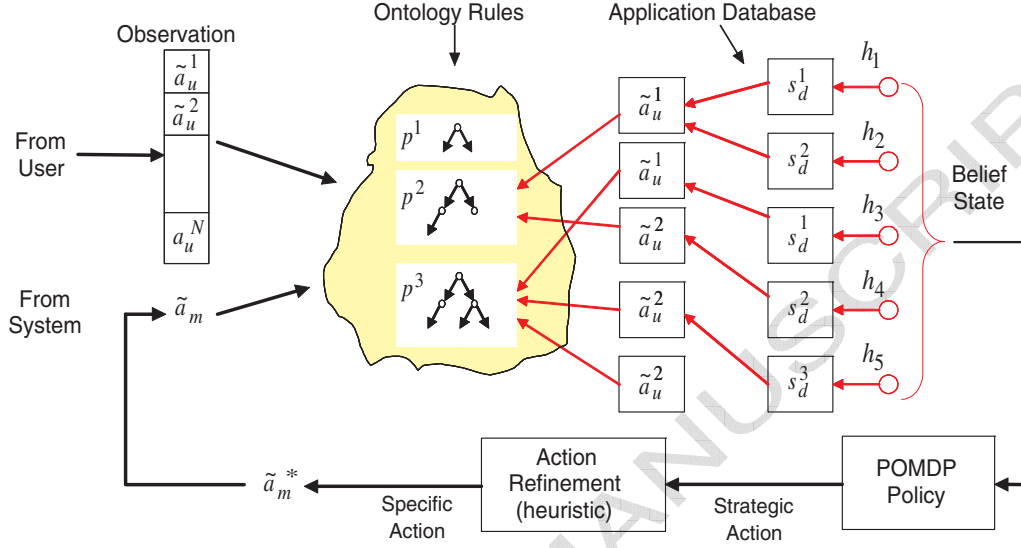 Ontology Rules
Application Database
Observation
ã_u^1
ã_u^2
a_u^N
From
User
From
System
ã_m
p^1
p^2
p^3
ã_u^1
ã_u^1
ã_u^2
ã_u^2
ã_u^2
s_d^1
s_d^2
s_d^1
s_d^2
s_d^3
h_1
h_2
h_3
h_4
h_5
Belief
State
ã_m*
Specific
Action
Action
Refinement
(heuristic)
Strategic
Action
POMDP
Policy
MANUSCRIP